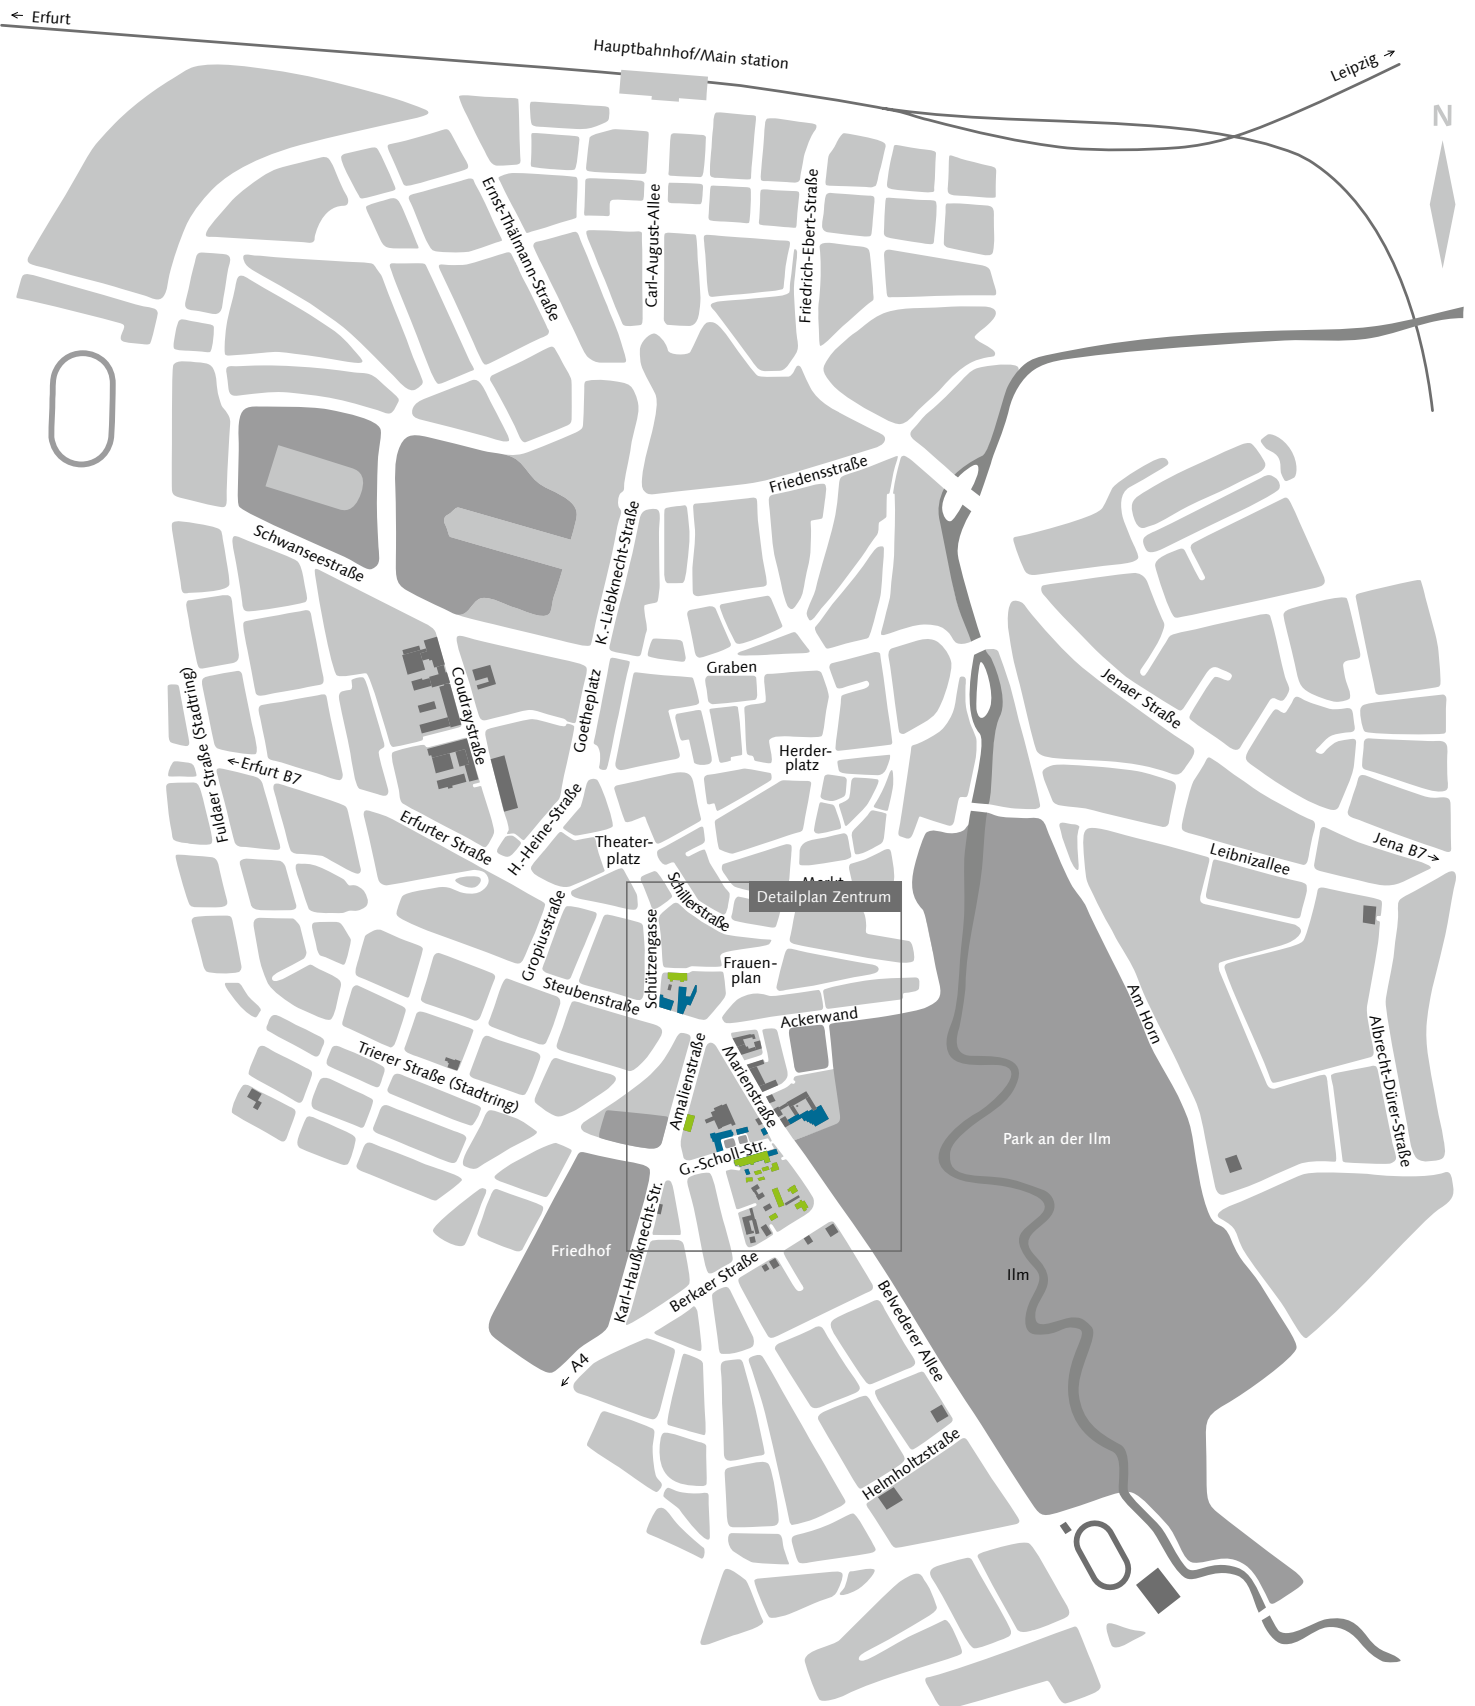 ← Erfurt
Hauptbahnhof/Main station
Leipzig →
N
Ernst-Thälmann-Straße
Carl-August-Allee
Friedrich-Ebert-Straße
Friedensstraße
Schwanseestraße
K.-Liebknecht-Straße
Graben
Fuldaer Straße (Stadtring)
Coudraystraße
Goetheplatz
Jenaer Straße
Herder-
platz
← Erfurt B7
Erfurter Straße
H.-Heine-Straße
Theater-
platz
Jena B7 →
Leibnizallee
Markt
Detailplan Zentrum
Schillerstraße
Gropiusstraße
Schützengasse
Frauen-
plan
Steubenstraße
Ackerwand
Am Horn
Albrecht-Dürer-Straße
Trierer Straße (Stadtring)
Amalienstraße
Marienstraße
Park an der Ilm
G.-Scholl-Str.
Friedhof
Karl-Haußknecht-Str.
Berkaer Straße
Ilm
Belvederer Allee
← A4
Helmholtzstraße